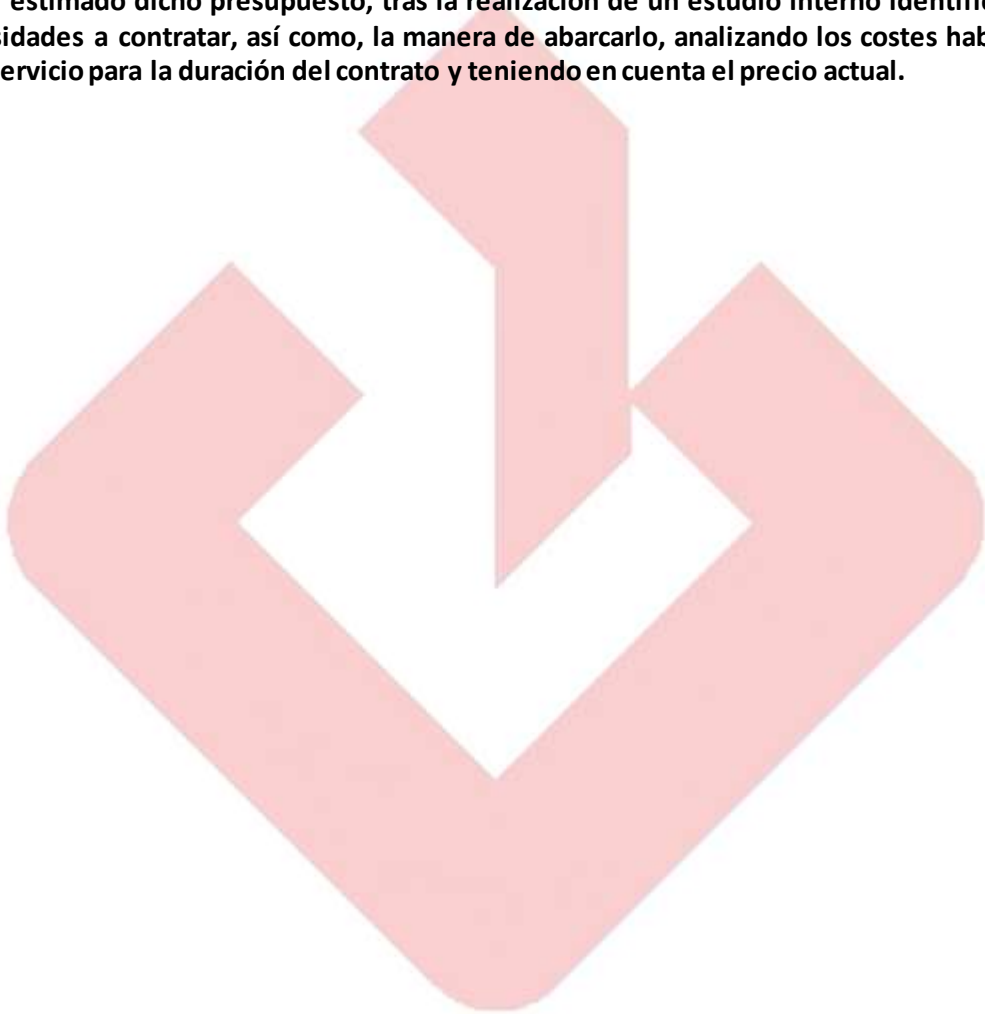 estimado dicho presupuesto, tras la realización de un estudio interno
a contratar, así como, la manera de abarcarlo, analizando los costes
para la duración del contrato y teniendo en cuenta el precio actual.